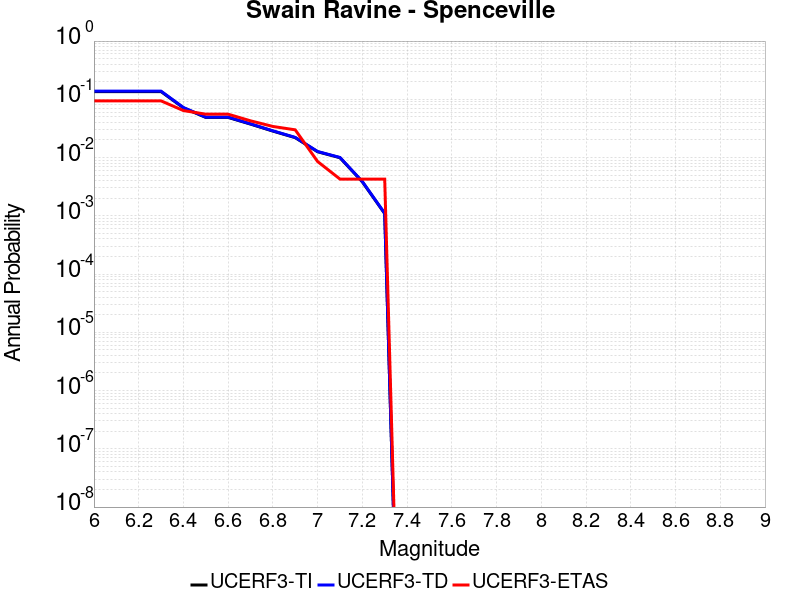 Swain Ravine - Spenceville
10^0
10^-1
10^-2
10^-3
10^-4
10^-5
10^-6
10^-7
10^-8
Annual Probability
6 6.2 6.4 6.6 6.8 7 7.2 7.4 7.6 7.8 8 8.2 8.4 8.6 8.8 9
Magnitude
UCERF3-TI UCERF3-TD UCERF3-ETAS